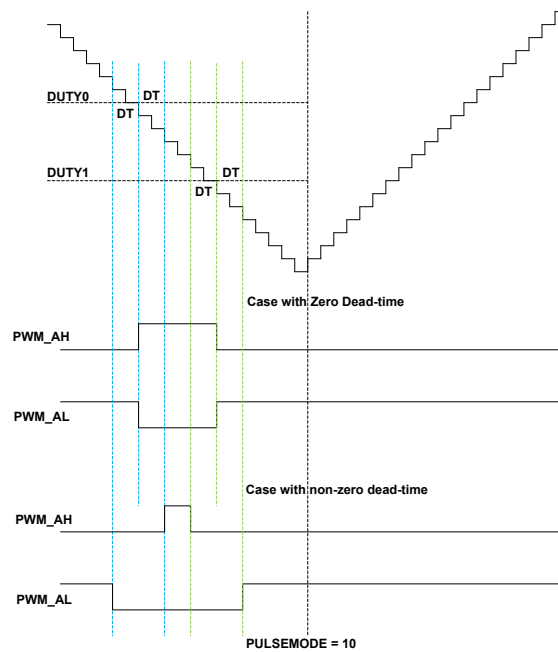 DUTY0
DT
DT
DUTY1
DT
DT
Case with Zero Dead-time
PWM_AH
PWM_AL
Case with non-zero dead-time
PWM_AH
PWM_AL
PULSEMODE = 10